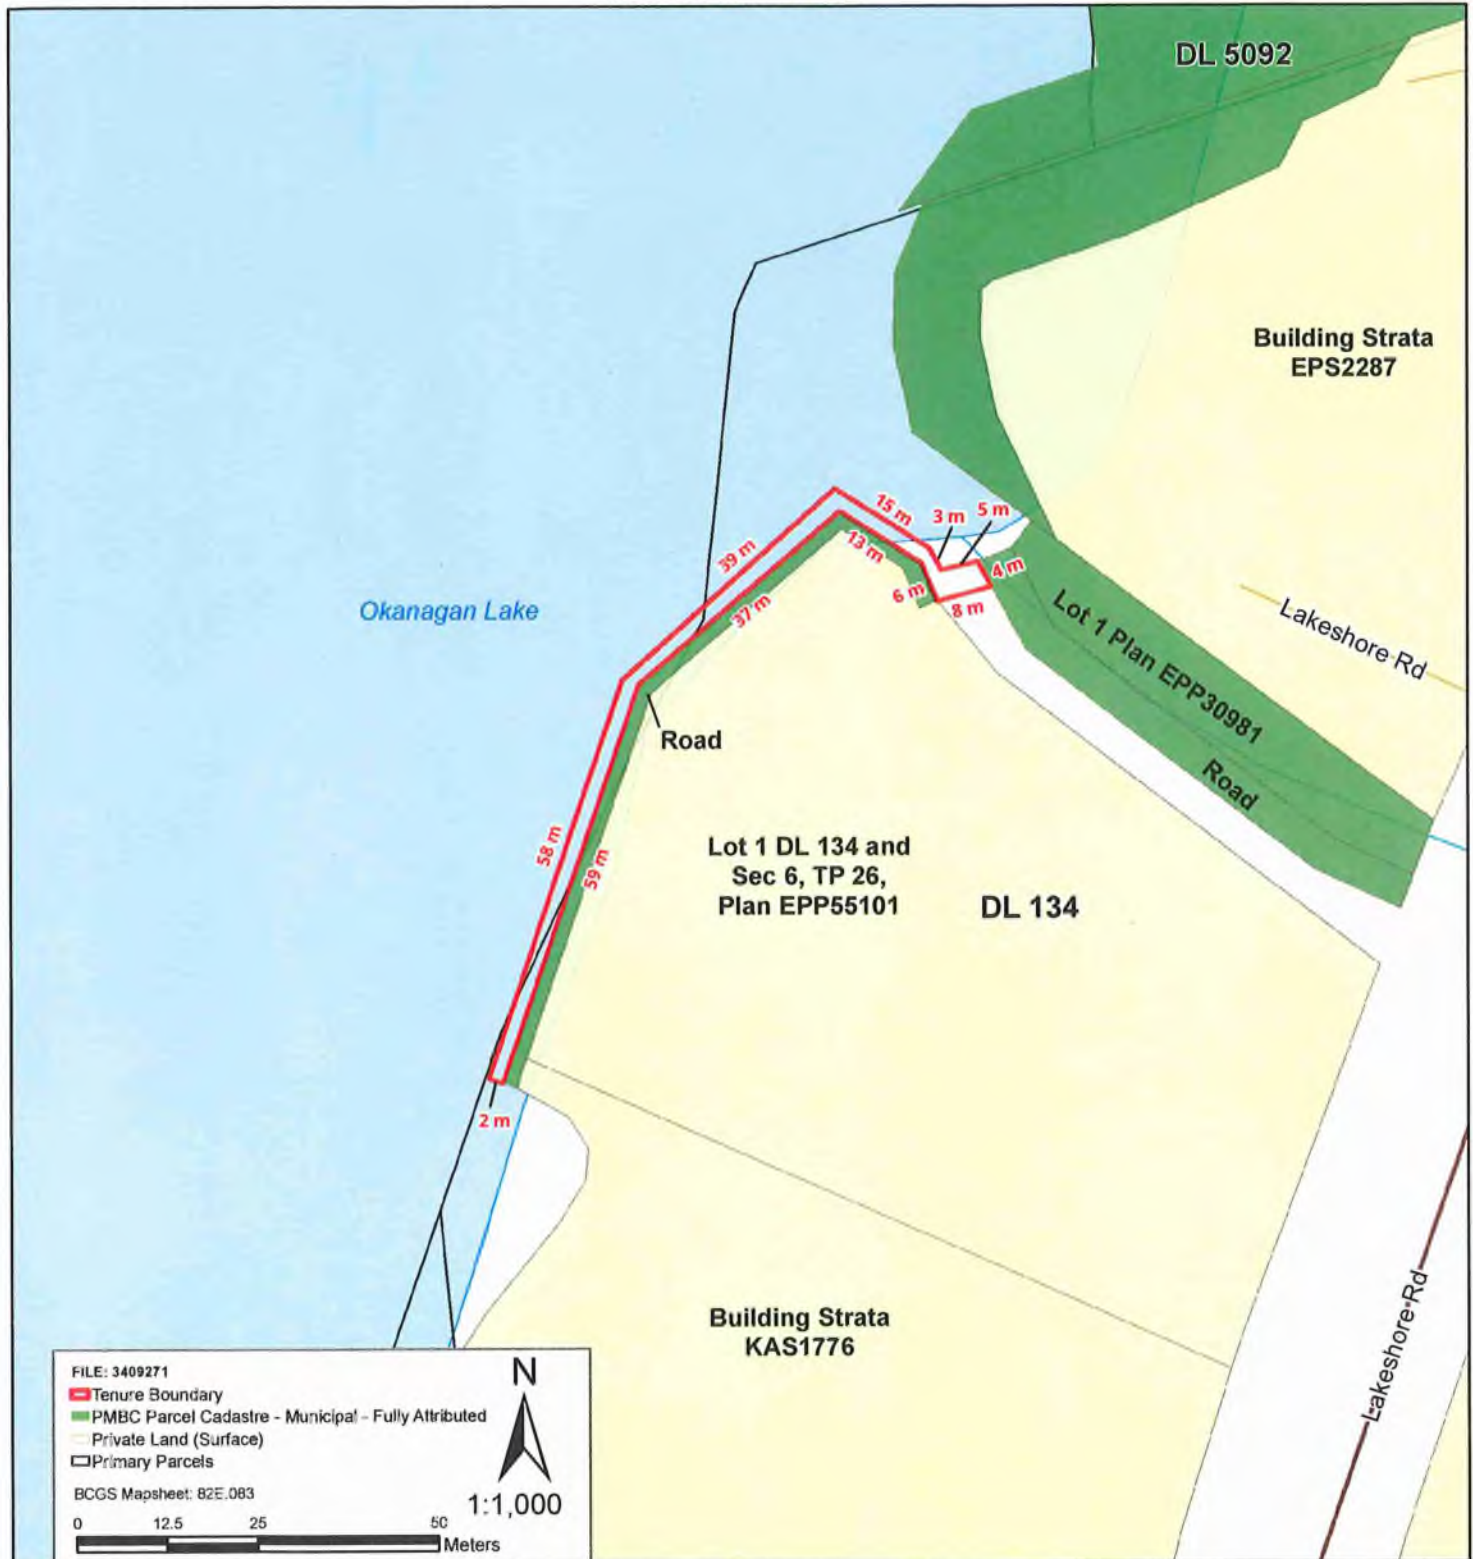 DL 5092
Building Strata
EPS2287
15 m
3 m
5 m
39 m
13 m
4 m
Okanagan Lake
37 m
6 m
8 m
Lot 1 Plan EPP30981
Lakeshore Rd
Road
Road
58 m
59 m
Lot 1 DL 134 and
Sec 6, TP 26,
Plan EPP55101
DL 134
2 m
Building Strata
KAS1776
Lakeshore Rd
FILE: 3409271
Tenure Boundary
PMBC Parcel Cadastre - Municipal - Fully Attributed
Private Land (Surface)
Primary Parcels
BCGS Mapsheet: 82E.083
N
1:1,000
0 12.5 25 50
Meters